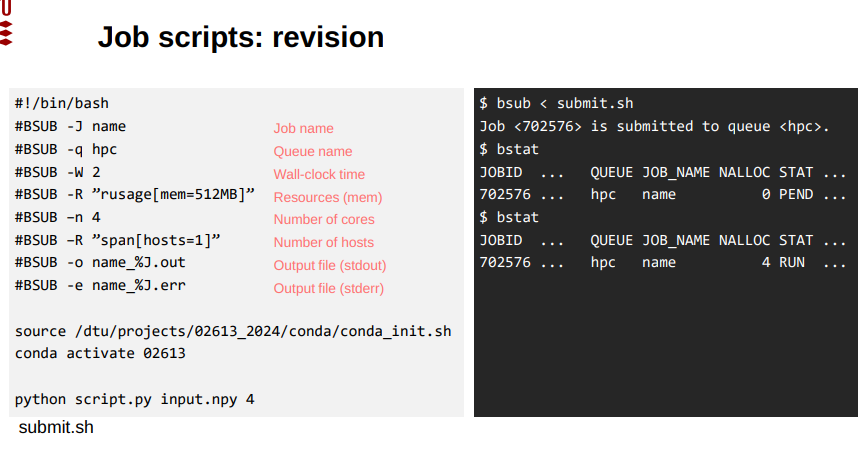 U
Job scripts: revision
#!/bin/bash
#BSUB -J name Job name
#BSUB -q hpc Queue name
#BSUB -W 2 Wall-clock time
#BSUB -R ”rusage[mem=512MB]” Resources (mem)
#BSUB –n 4 Number of cores
#BSUB –R ”span[hosts=1]” Number of hosts
#BSUB -o name_%J.out Output file (stdout)
#BSUB -e name_%J.err Output file (stderr)
source /dtu/projects/02613_2024/conda/conda_init.sh
conda activate 02613
python script.py input.npy 4
submit.sh
$ bsub < submit.sh
Job <702576> is submitted to queue <hpc>.
$ bstat
JOBID ... QUEUE JOB_NAME NALLOC STAT ...
702576 ... hpc name 0 PEND ...
$ bstat
JOBID ... QUEUE JOB_NAME NALLOC STAT ...
702576 ... hpc name 4 RUN ...